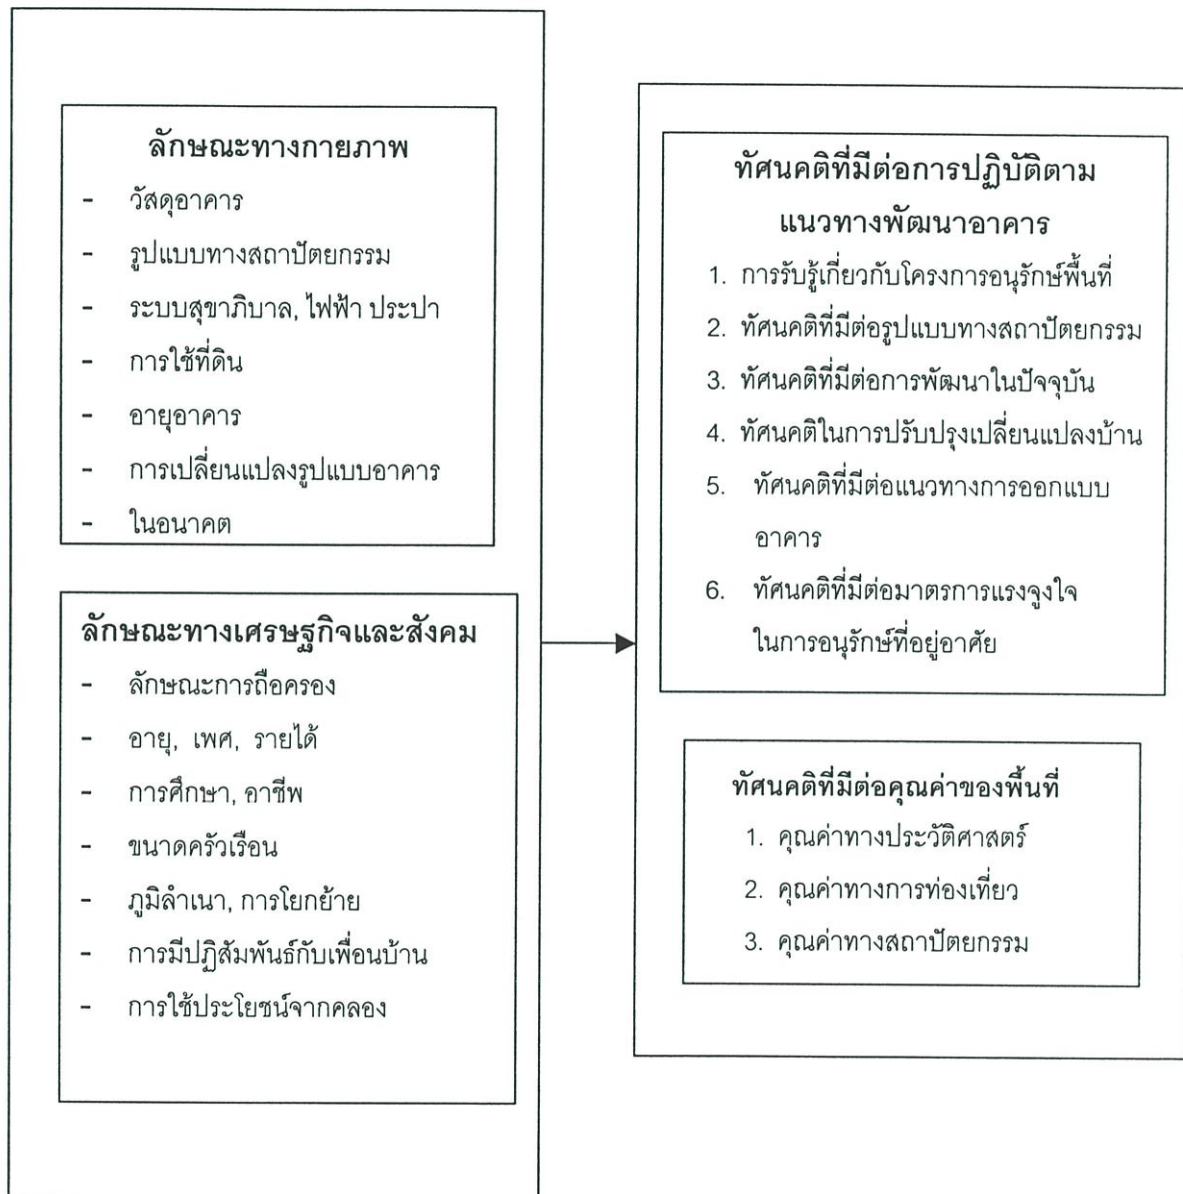 ลักษณะทางกายภาพ
- วัสดุอาคาร
- รูปแบบทางสถาปัตยกรรม
- ระบบสุขาภิบาล, ไฟฟ้า ประปา
- การใช้ที่ดิน
- อายุอาคาร
- การเปลี่ยนแปลงรูปแบบอาคาร
- ในอนาคต
ลักษณะทางเศรษฐกิจและสังคม
- ลักษณะการถือครอง
- อายุ, เพศ, รายได้
- การศึกษา, อาชีพ
- ขนาดครัวเรือน
- ภูมิลำเนา, การโยกย้าย
- การมีปฏิสัมพันธ์กับเพื่อนบ้าน
- การใช้ประโยชน์จากคลอง
ทัศนคติที่มีต่อการปฏิบัติตาม
แนวทางพัฒนาอาคาร
1. การรับรู้เกี่ยวกับโครงการอนุรักษ์พื้นที่
2. ทัศนคติที่มีต่อรูปแบบทางสถาปัตยกรรม
3. ทัศนคติที่มีต่อการพัฒนาในปัจจุบัน
4. ทัศนคติในการปรับปรุงเปลี่ยนแปลงบ้าน
5. ทัศนคติที่มีต่อแนวทางการออกแบบ
อาคาร
6. ทัศนคติที่มีต่อมาตรการแรงจูงใจ
ในการอนุรักษ์ที่อยู่อาศัย
ทัศนคติที่มีต่อคุณค่าของพื้นที่
1. คุณค่าทางประวัติศาสตร์
2. คุณค่าทางการท่องเที่ยว
3. คุณค่าทางสถาปัตยกรรม